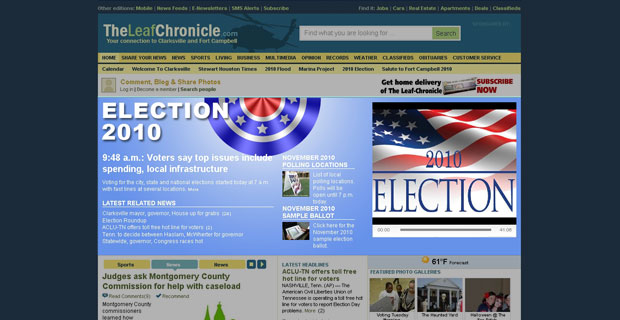 Other editions: Mobile | News Feeds | E-Newsletters | SMS Alerts | Subscribe
Find it: Jobs | Cars | Real Estate | Apartments | Deals | Classifieds
TheLeafChronicle.com
Your connection to Clarksville and Fort Campbell
Find what you are looking for ...
Search
SPONSORED BY:
HOME SHARE YOUR NEWS NEWS SPORTS LIVING BUSINESS MULTIMEDIA OPINION RECORDS WEATHER CLASSIFIEDS OBITUARIES CUSTOMER SERVICE
Calendar Welcome To Clarksville Stewart Houston Times 2010 Flood Marina Project 2010 Election Salute to Fort Campbell 2010
Comment, Blog & Share Photos
Log in | Become a member | Search people
Get home delivery
of The Leaf-Chronicle
SUBSCRIBE
NOW
ELECTION
2010
9:48 a.m.: Voters say top issues include
spending, local infrastructure
Voting for the city, state and national elections started today at 7 a.m.
with fast lines at several locations. More
LATEST RELATED NEWS
Clarksville mayor, governor, House up for grabs
Election Roundup
ACLU-TN offers toll free hot line for voters (2)
Tenn. to decide between Haslam, McWherter for governor
Statewide, governor, Congress races hot
NOVEMBER 2010
POLLING LOCATIONS
List of local
polling locations.
Polls will be
open until 7 p.m.
today.
NOVEMBER 2010
SAMPLE BALLOT
Click here for the
November 2010
sample election
ballot.
2010
ELECTION
00:00
41:08
Sports
News
News
Judges ask Montgomery County
Commission for help with caseload
Read Comments(9) Recommend
Montgomery
commissioners
learned how
LATEST HEADLINES
ACLU-TN offers toll free
hot line for voters
NASHVILLE, Tenn. (AP) — The
American Civil Liberties Union of
Tennessee is operating a toll free hot
line for voters to report Election Day
problems. More (2)
61°F Forecast
FEATURED PHOTO GALLERIES
Voting Tuesday
The Haunted Yard
Halloween @ The